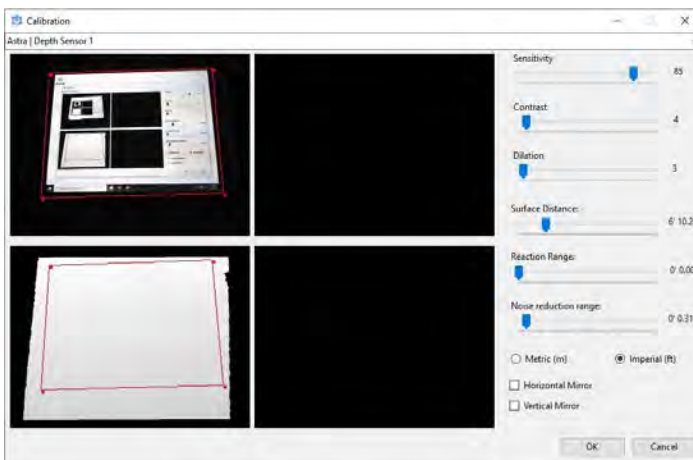 Calibration
Astra | Depth Sensor 1
Sensitivity
85
Contrast
4
Dilation
3
Surface Distance:
6' 10.2
Reaction Range:
0' 0.00
Noise reduction range:
0' 0.31
Metric (m)
Imperial (ft)
Horizontal Mirror
Vertical Mirror
OK
Cancel